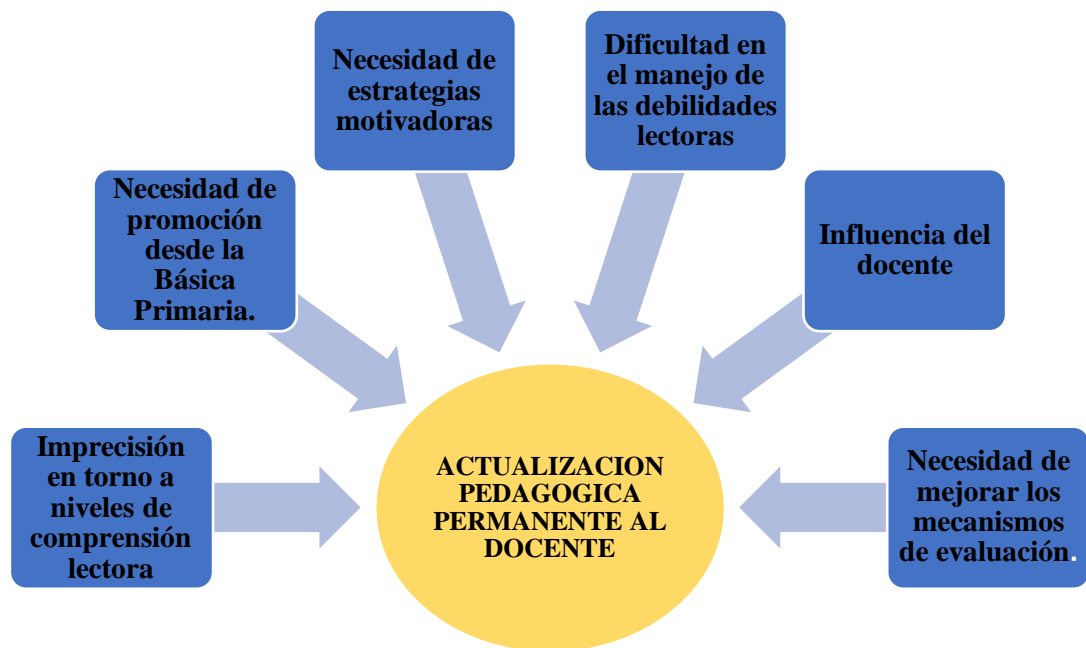 Necesidad de
estrategias
motivadoras
Dificultad en
el manejo de
las debilidades
lectoras
Necesidad de
promoción
desde la
Básica
Primaria.
Influencia del
docente
Imprecisión
en torno a
niveles de
comprensión
lectora
ACTUALIZACION
PEDAGOGICA
PERMANENTE AL
DOCENTE
Necesidad de
mejorar los
mecanismos
de evaluación.